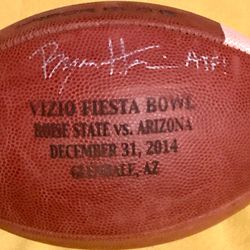 VIZIO FIESTA BOWL
BOISE STATE vs. ARIZONA
DECEMBER 31, 2014
GLENDALE, AZ